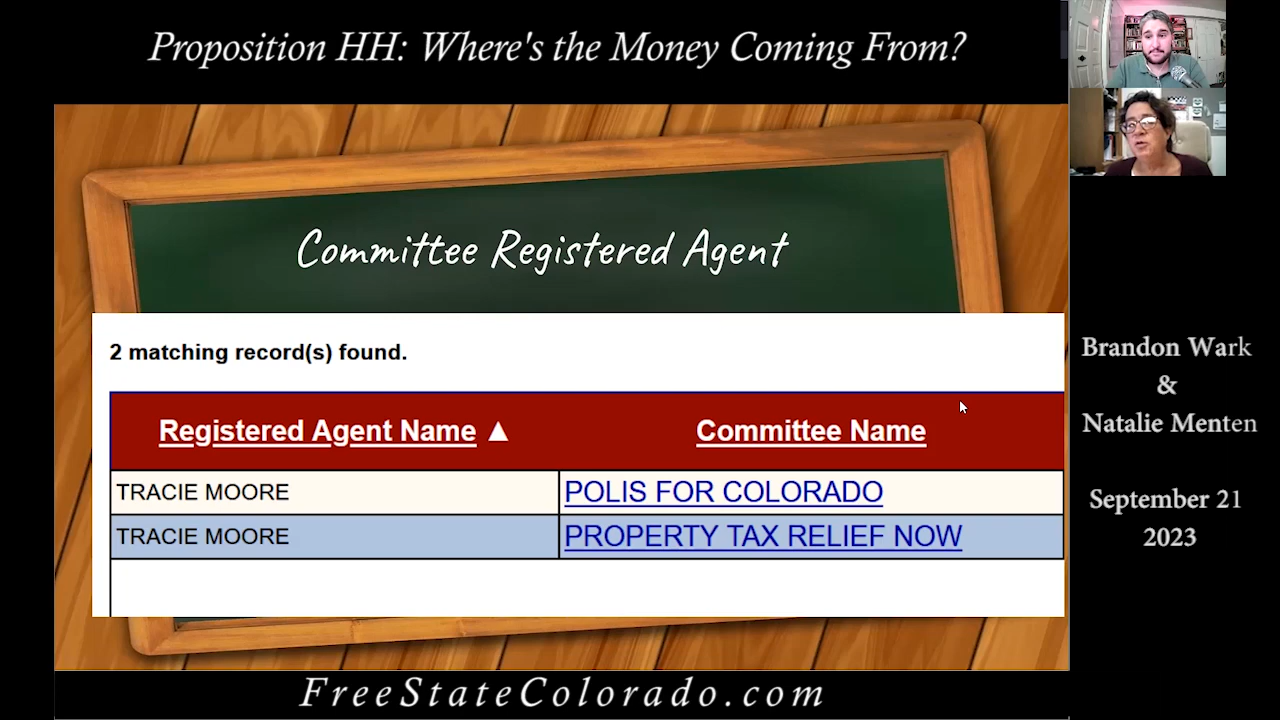 Proposition HH: Where's the Money Coming From?
Committee Registered Agent
2 matching record(s) found.
Registered Agent Name ▲ Committee Name
TRACIE MOORE POLIS FOR COLORADO
TRACIE MOORE PROPERTY TAX RELIEF NOW
Brandon Wark
&
Natalie Menten
September 21
2023
FreeStateColorado.com